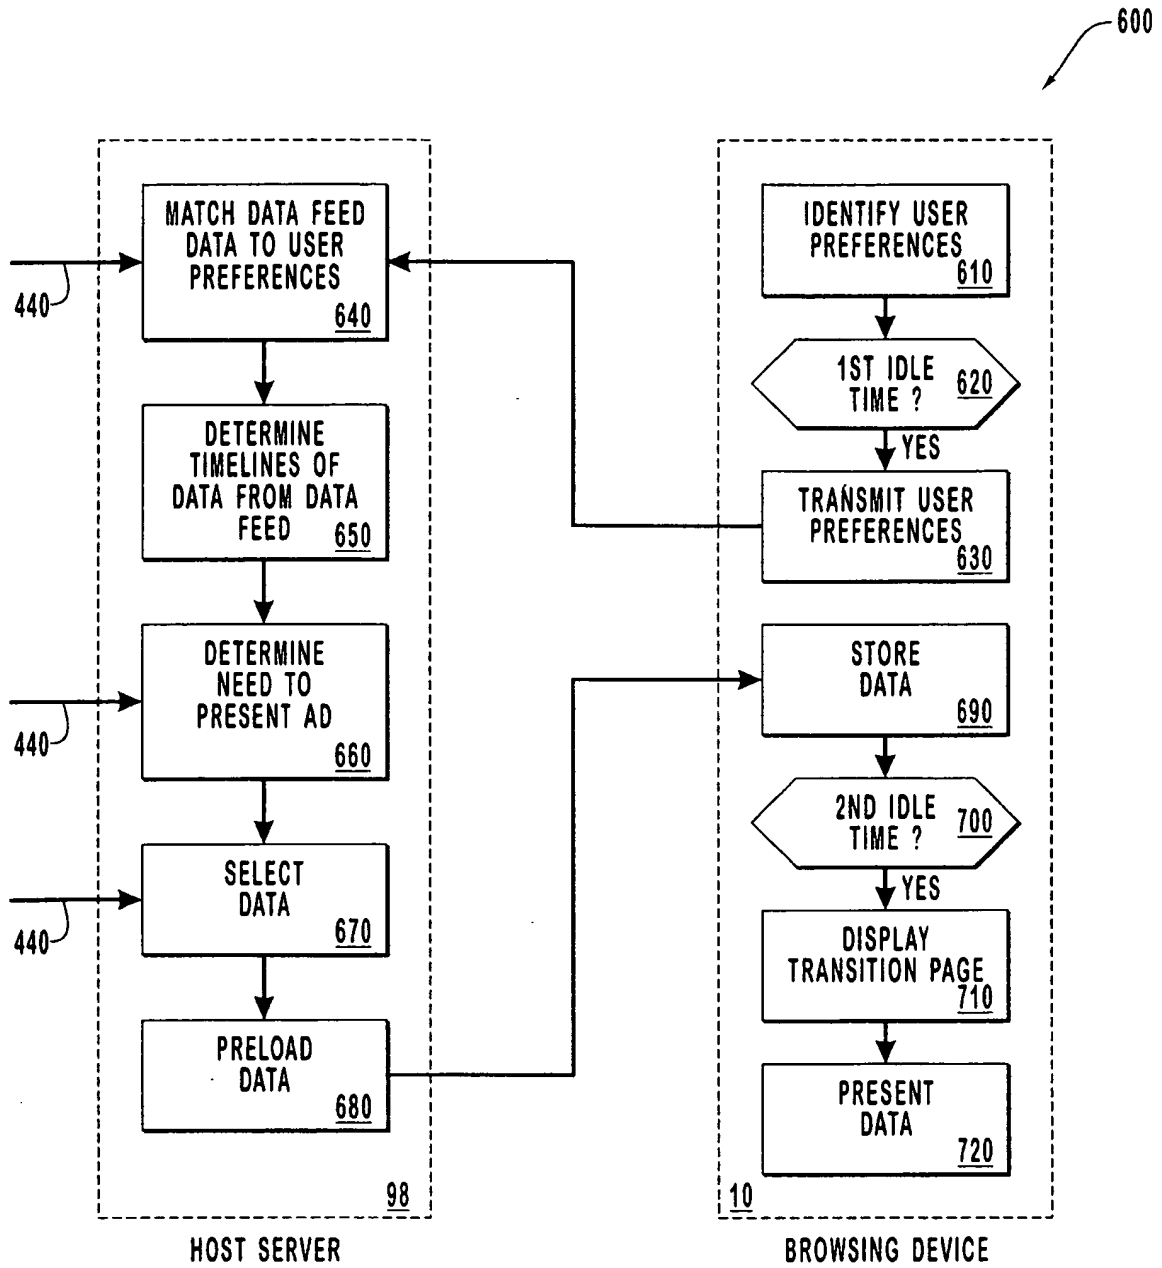 600
MATCH DATA FEED
DATA TO USER
PREFERENCES
640
440
DETERMINE
TIMELINES OF
DATA FROM DATA
FEED
650
DETERMINE
NEED TO
PRESENT AD
660
440
SELECT
DATA
670
440
PRELOAD
DATA
680
98
HOST SERVER
IDENTIFY USER
PREFERENCES
610
1ST IDLE
TIME ?
620
YES
TRANSMIT USER
PREFERENCES
630
STORE
DATA
690
2ND IDLE
TIME ?
700
YES
DISPLAY
TRANSITION PAGE
710
PRESENT
DATA
720
10
BROWSING DEVICE